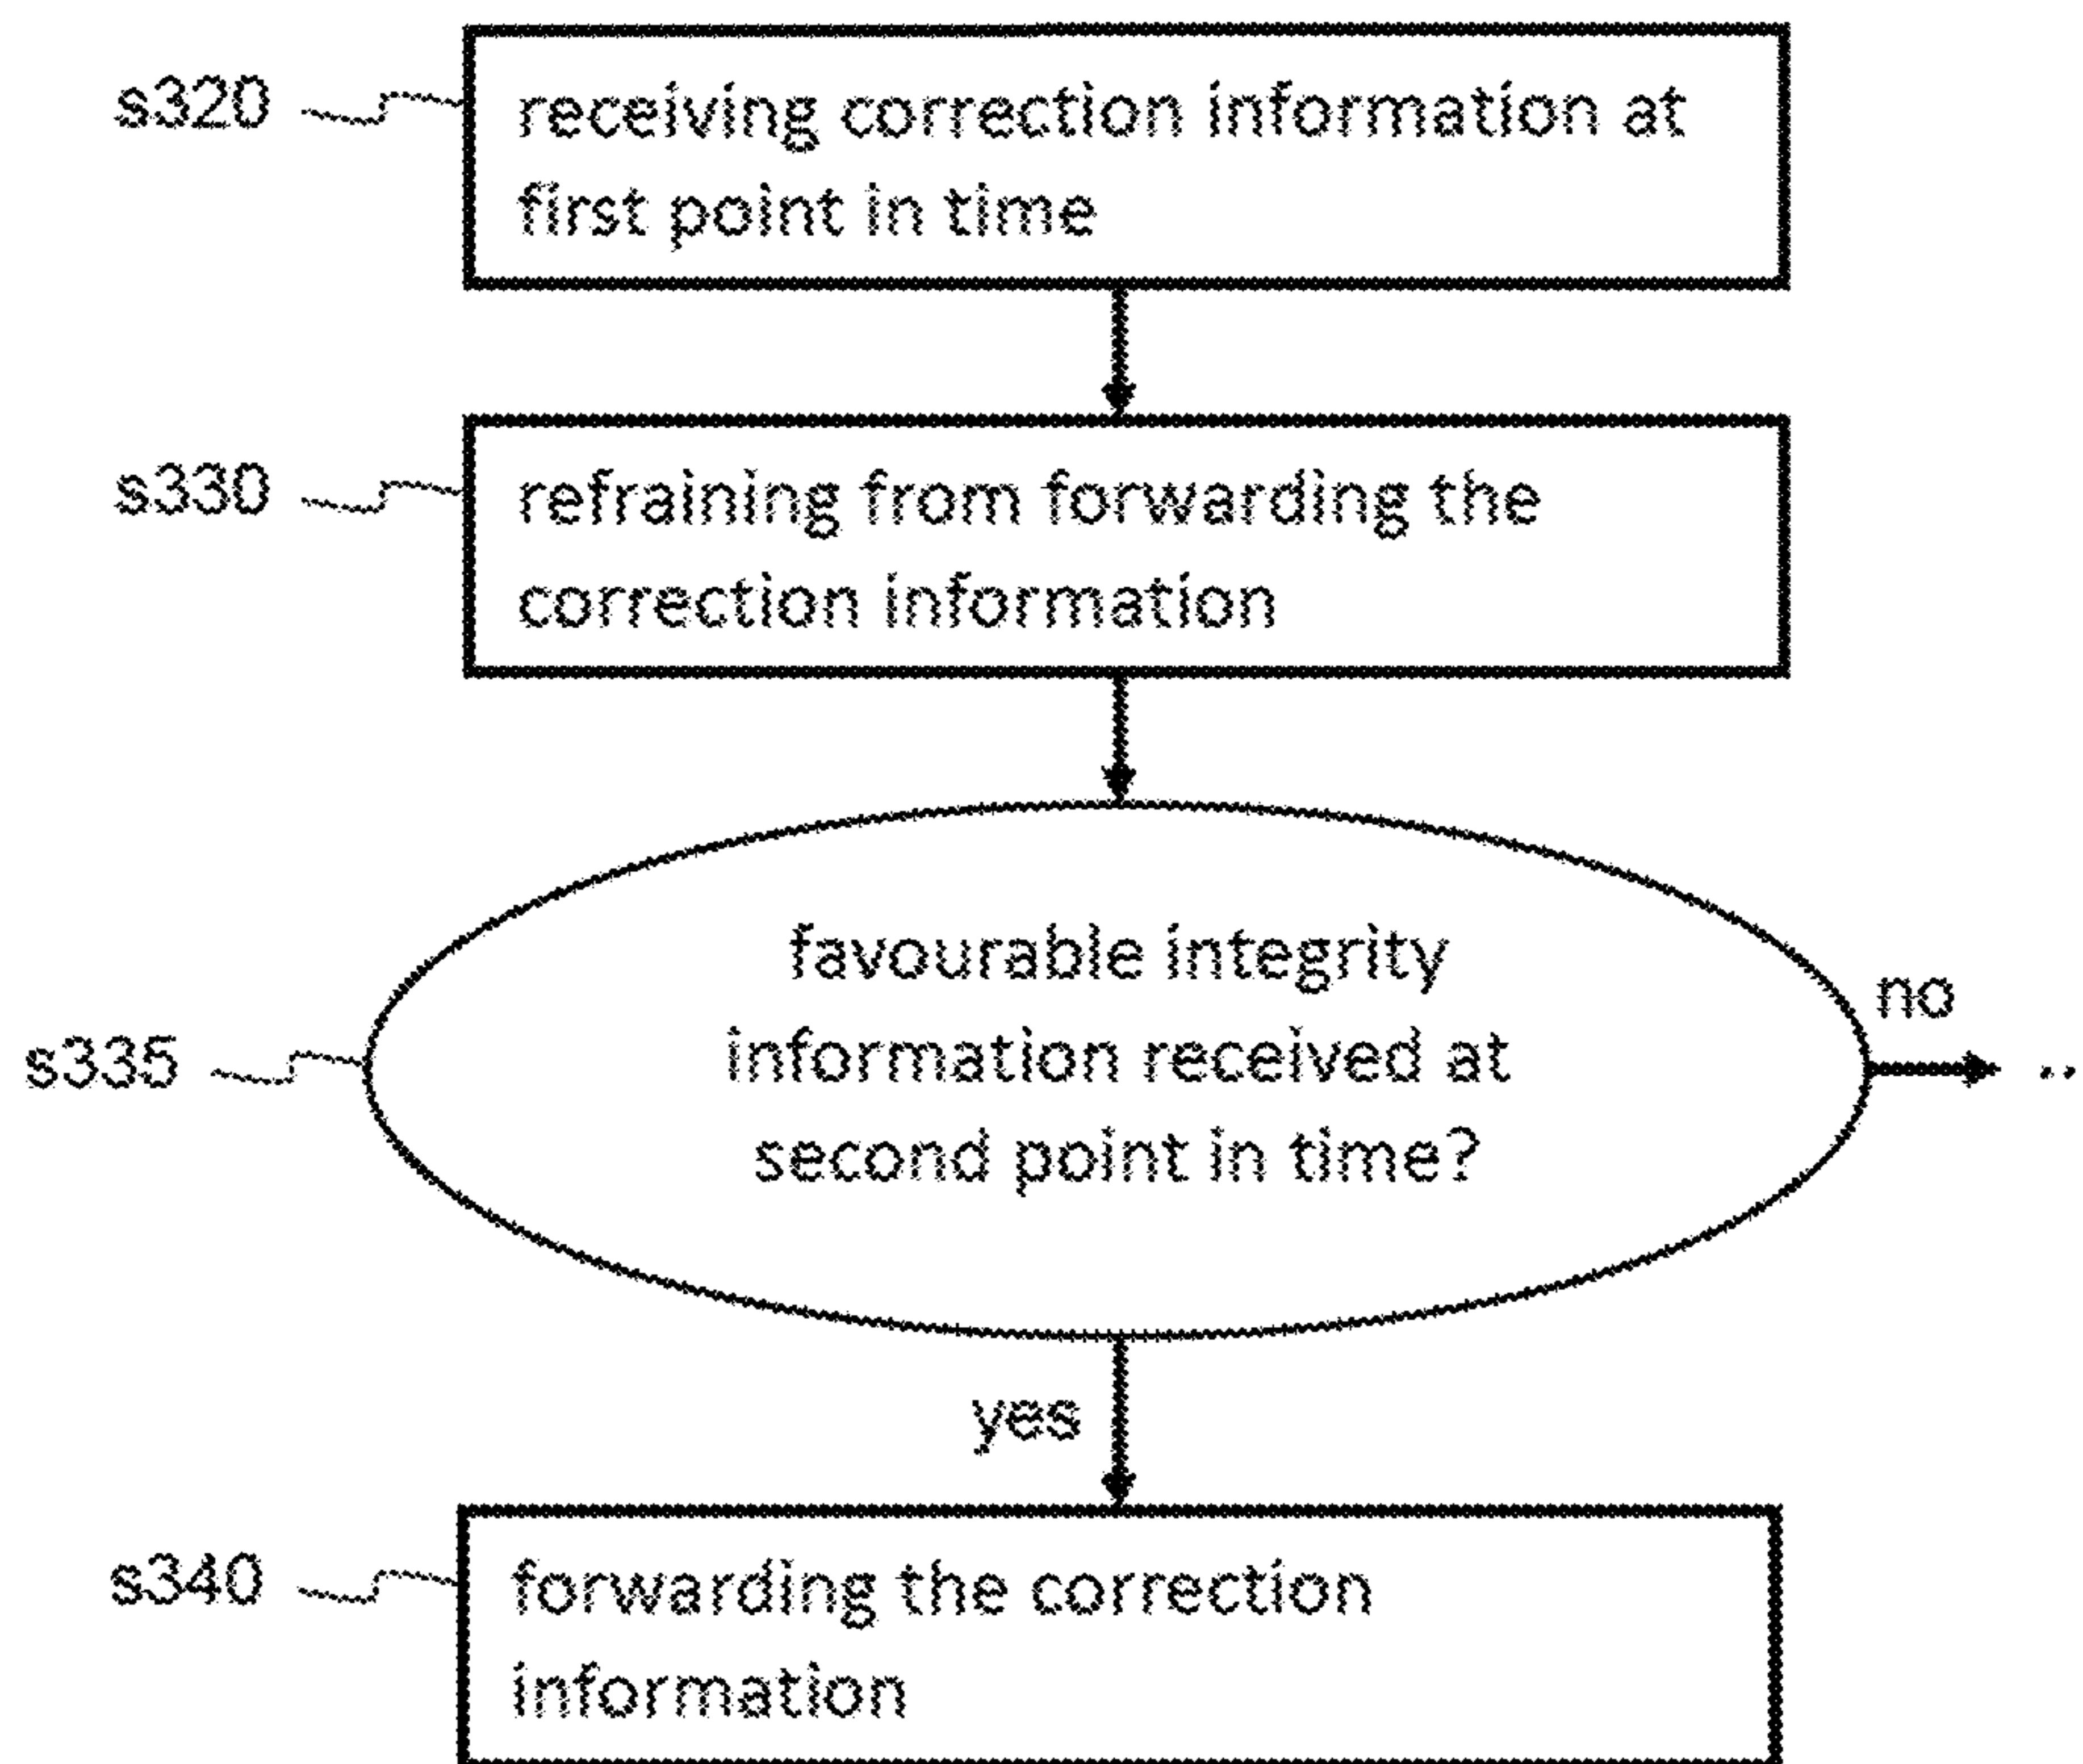 s320
receiving correction information at
first point in time
s330
refraining from forwarding the
correction information
favourable integrity
information received at
second point in time?
s335
no
..
yes
s340
forwarding the correction
information